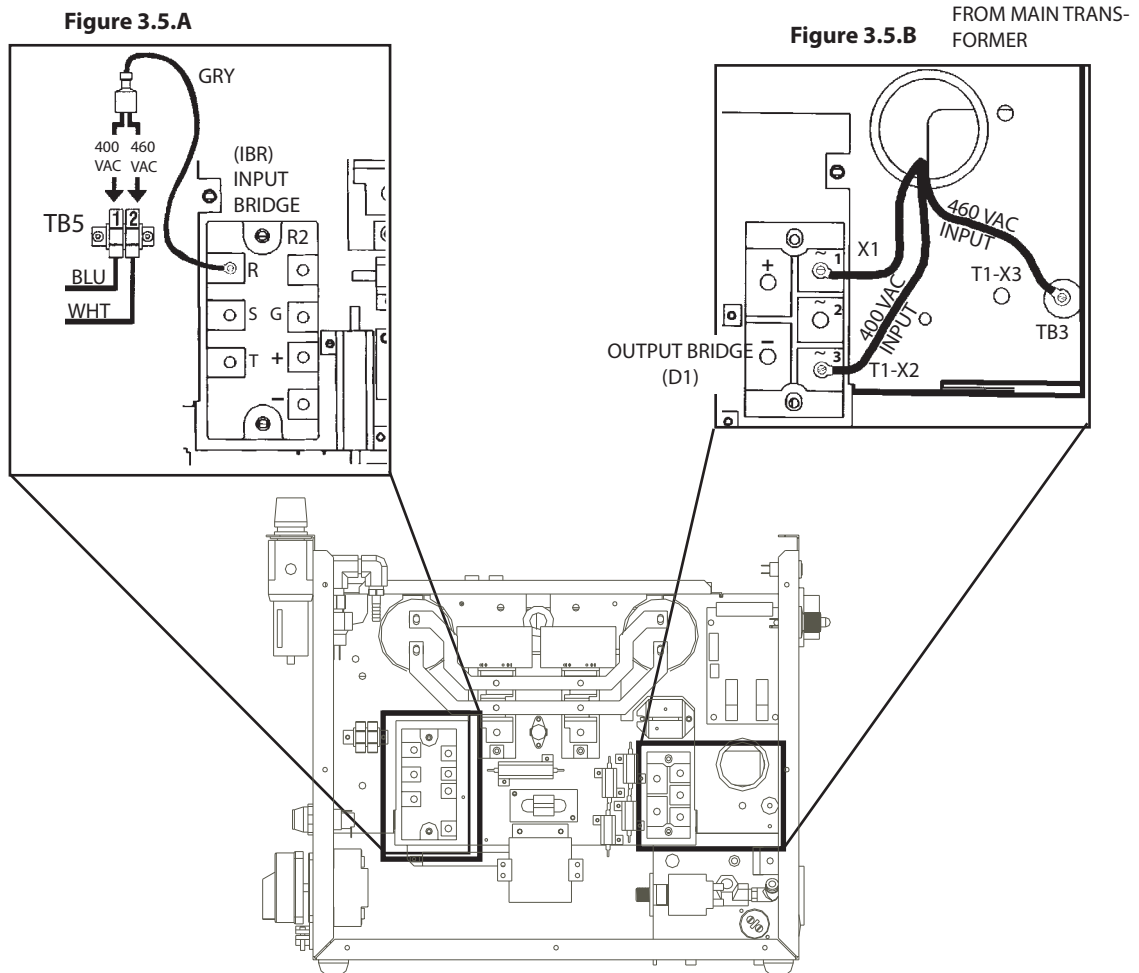 Figure 3.5.A
GRY
400
VAC
460
VAC
(IBR)
INPUT
BRIDGE
R2
TB5
1
2
R
BLU
S
G
WHT
T
+
–
Figure 3.5.B
FROM MAIN TRANS-
FORMER
460 VAC
INPUT
X1
~
1
+
T1-X3
2
400 VAC
INPUT
TB3
OUTPUT BRIDGE
(D1)
–
~
3
T1-X2